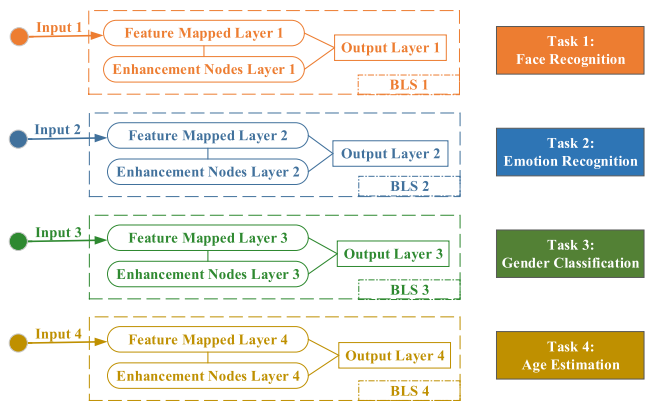 Input 1
Feature Mapped Layer 1
Enhancement Nodes Layer 1
Output Layer 1
BLS 1
Task 1:
Face Recognition
Input 2
Feature Mapped Layer 2
Enhancement Nodes Layer 2
Output Layer 2
BLS 2
Task 2:
Emotion Recognition
Input 3
Feature Mapped Layer 3
Enhancement Nodes Layer 3
Output Layer 3
BLS 3
Task 3:
Gender Classification
Input 4
Feature Mapped Layer 4
Enhancement Nodes Layer 4
Output Layer 4
BLS 4
Task 4:
Age Estimation